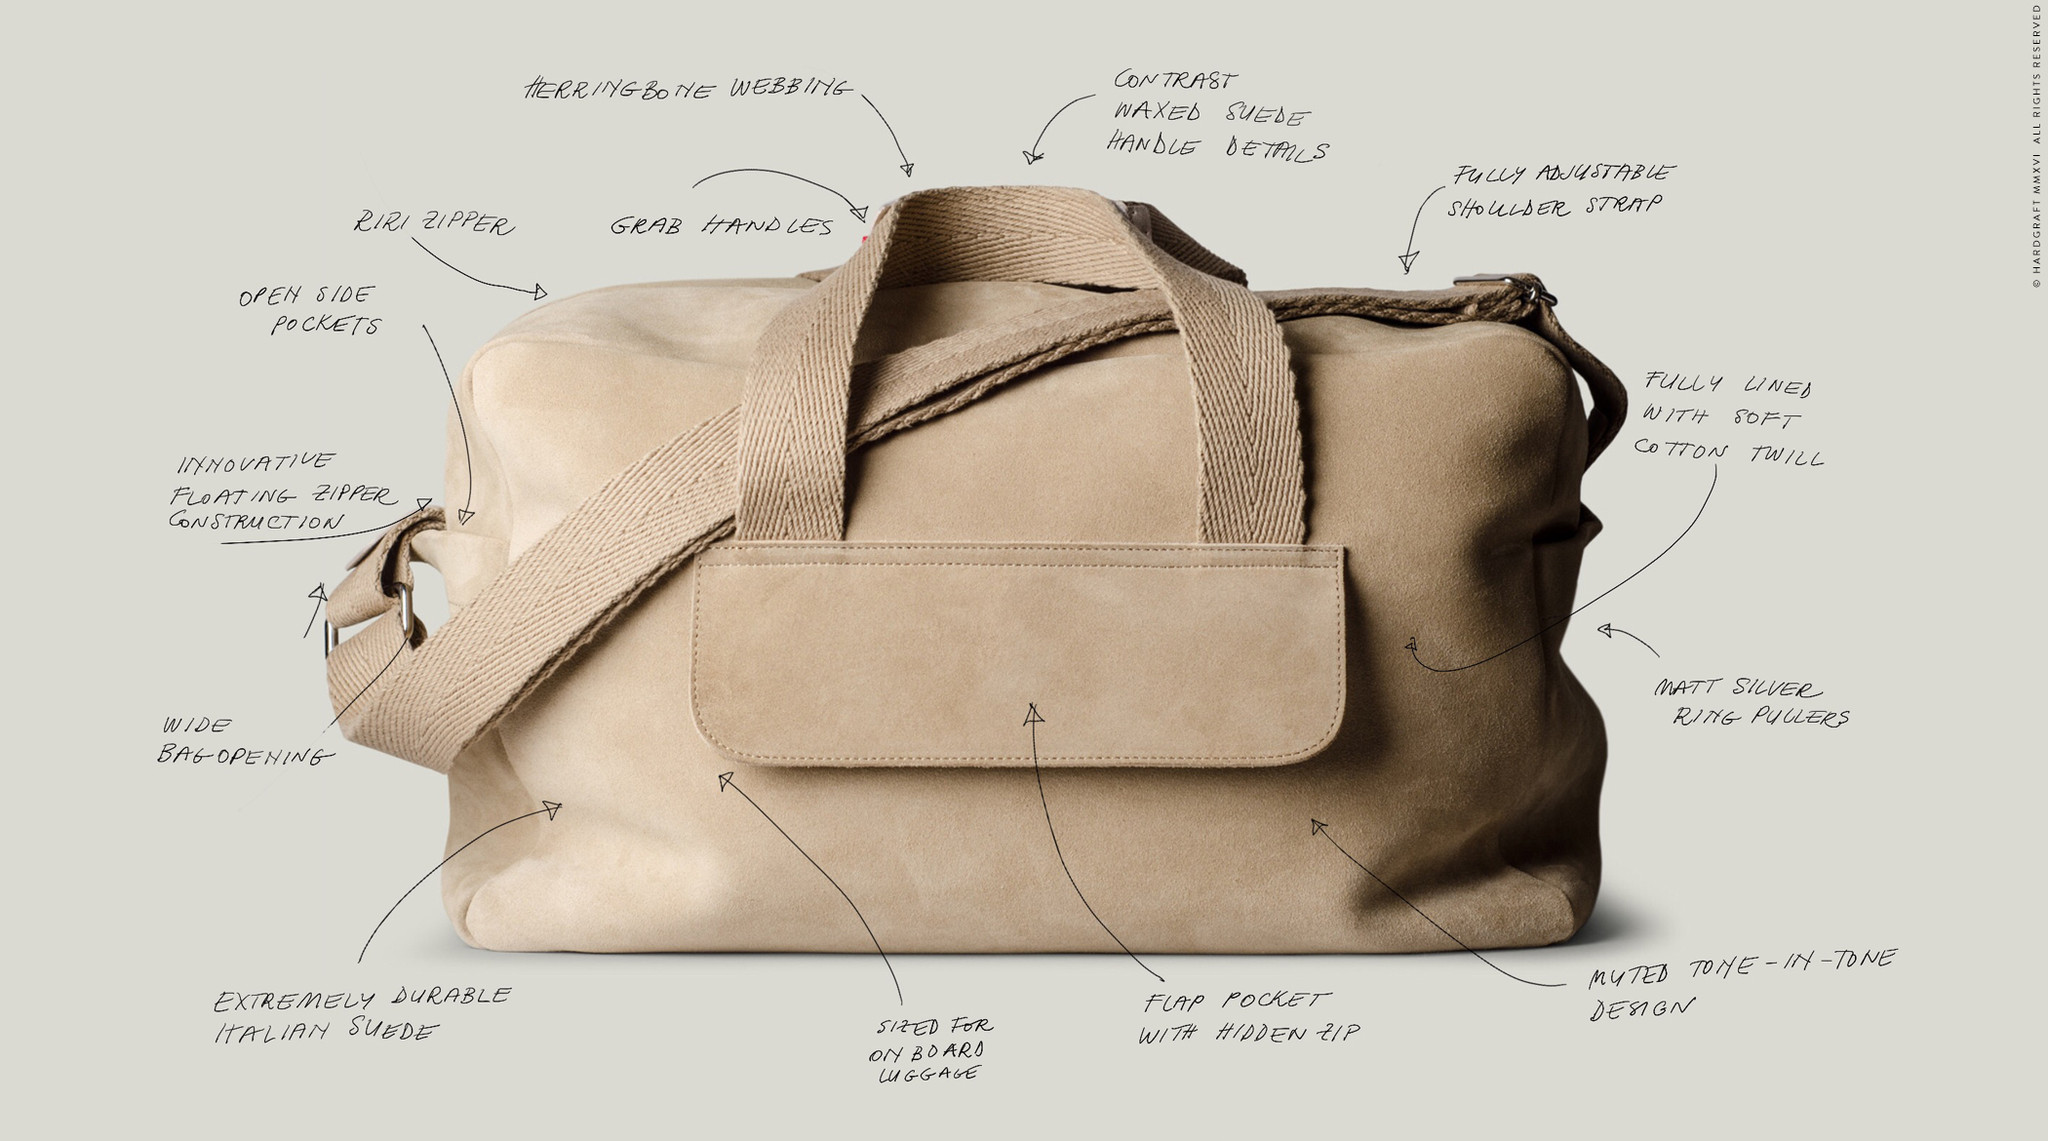 HERRINGBONE WEBBING
CONTRAST
WAXED SUEDE
HANDLE DETAILS
FULLY ADJUSTABLE
SHOULDER STRAP
RIRI ZIPPER
GRAB HANDLES
OPEN SIDE
POCKETS
FULLY LINED
WITH SOFT
COTTON TWILL
INNOVATIVE
FLOATING ZIPPER
CONSTRUCTION
MATT SILVER
RING PULLERS
WIDE
BAG OPENING
EXTREMELY DURABLE
ITALIAN SUEDE
SIZED FOR
ON BOARD
LUGGAGE
FLAP POCKET
WITH HIDDEN ZIP
MUTED TONE-IN-TONE
DESIGN
© HARDGRAFT MMXVI ALL RIGHTS RESERVED